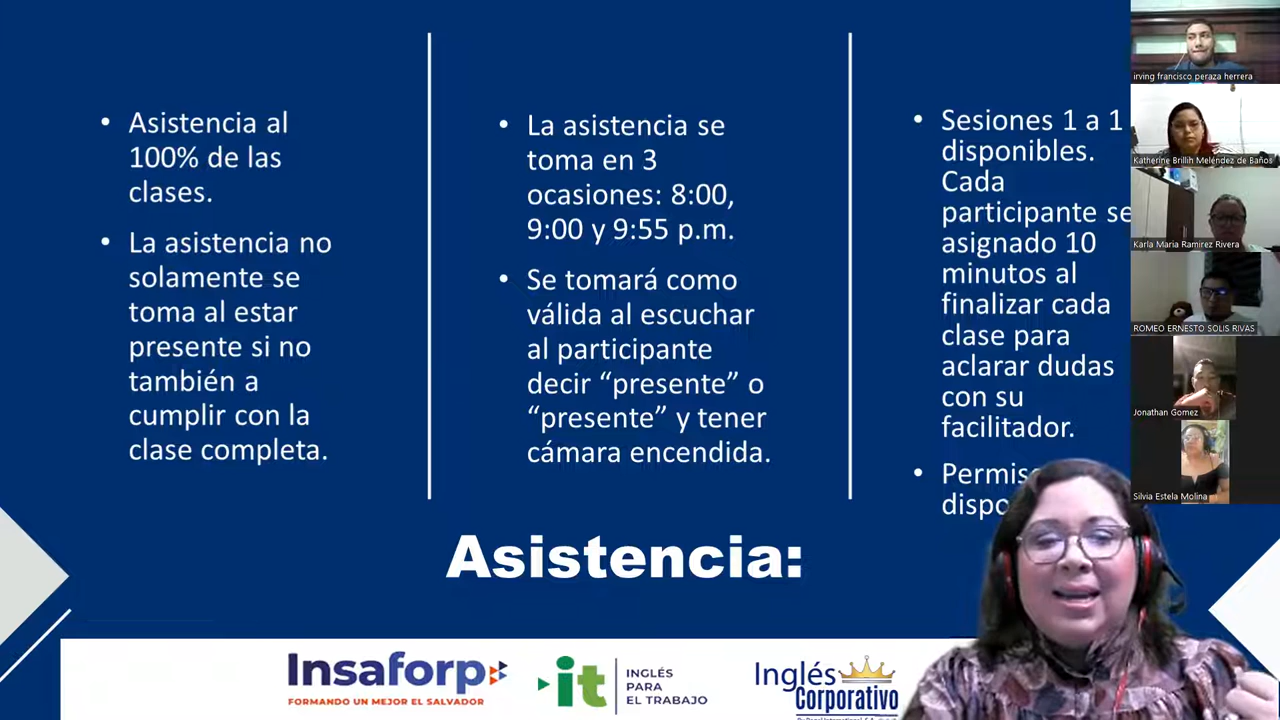 • Asistencia al
100% de las
clases.
• La asistencia no
solamente se
toma al estar
presente si no
también a
cumplir con la
clase completa.
• La asistencia se
toma en 3
ocasiones: 8:00,
9:00 y 9:55 p.m.
• Se tomará como
válida al escuchar
al participante
decir “presente” o
“presente” y tener
cámara encendida.
• Sesiones 1 a 1
disponibles.
Cada
participante se
asignado 10
minutos al
finalizar cada
clase para
aclarar dudas
con su
facilitador.
• Permiso
dispo
Asistencia:
Insaforp
FORMANDO UN MEJOR EL SALVADOR
it
INGLÉS
PARA
EL TRABAJO
Inglés
Corporativo
irving francisco peraza herrera
Katherine Brillih Meléndez de Baños
Karla María Ramirez Rivera
ROMEO ERNESTO SOLIS RIVAS
Jonathan Gomez
Silvia Estela Molina